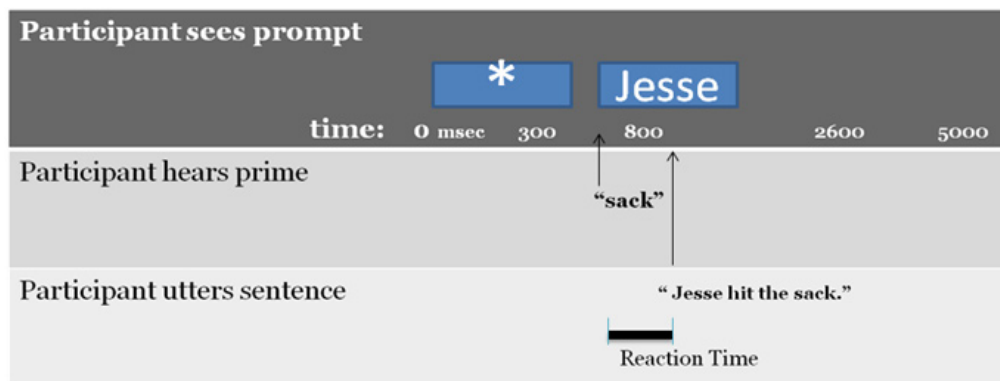 Participant sees prompt
*
Jesse
time: 0 msec 300 800 2600 5000
Participant hears prime
“sack”
Participant utters sentence
“ Jesse hit the sack.”
Reaction Time